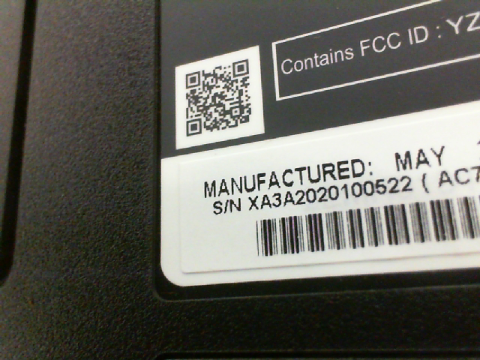 Contains FCC ID : YZ
MANUFACTURED: MAY
S/N XA3A2020100522 ( AC7